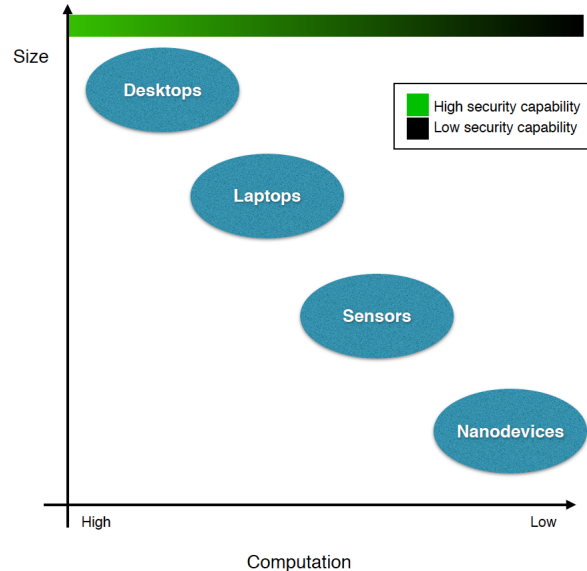 Size
Desktops
High security capability
Low security capability
Laptops
Sensors
Nanodevices
High
Low
Computation